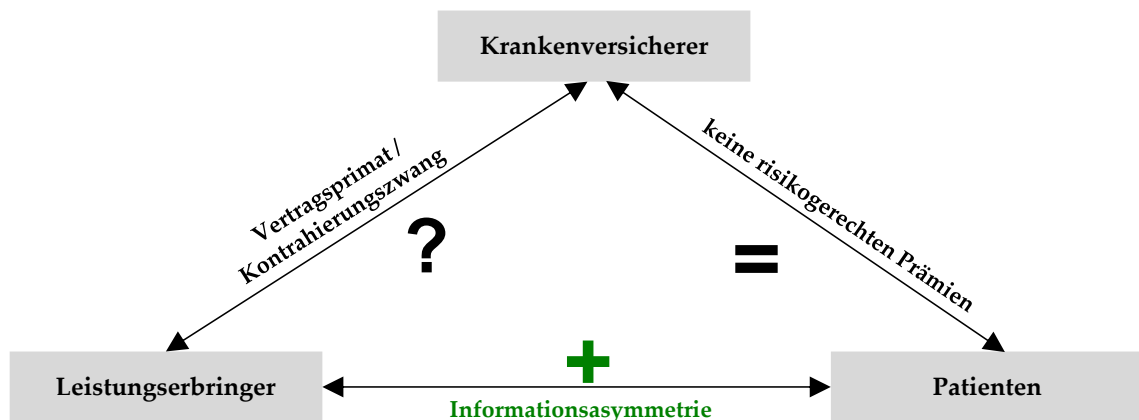 Krankenversicherer
Vertragsprimat /
Kontrahierungszwang
keine risikogerechten Prämien
?
=
+
Leistungserbringer
Patienten
Informationsasymmetrie